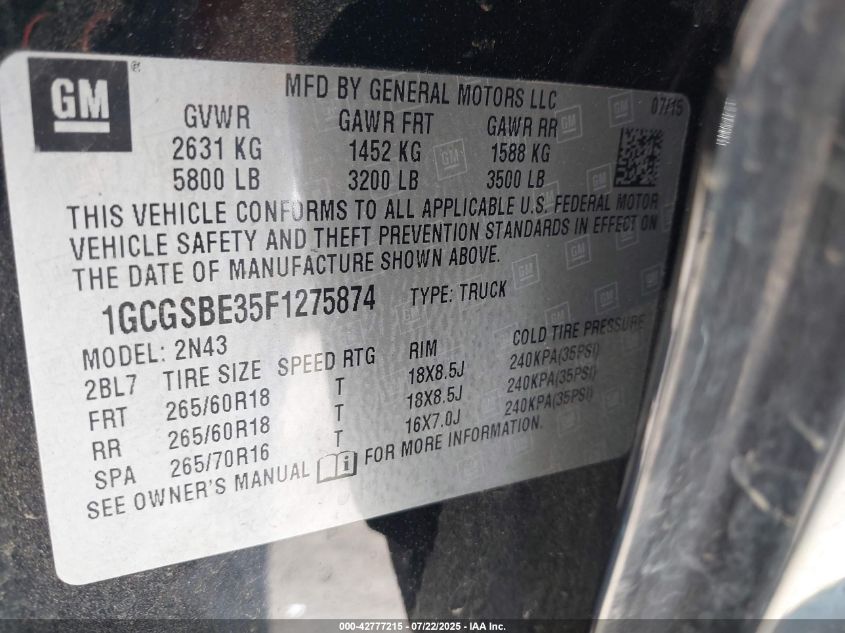 GM ®
MFD BY GENERAL MOTORS LLC
07/15
GVWR GAWR FRT GAWR RR
2631 KG 1452 KG 1588 KG
5800 LB 3200 LB 3500 LB
THIS VEHICLE CONFORMS TO ALL APPLICABLE U.S. FEDERAL MOTOR
VEHICLE SAFETY AND THEFT PREVENTION STANDARDS IN EFFECT ON
THE DATE OF MANUFACTURE SHOWN ABOVE.
1GCGSBE35F1275874 TYPE: TRUCK
MODEL: 2N43
2BL7 TIRE SIZE SPEED RTG RIM COLD TIRE PRESSURE
FRT 265/60R18 T 18X8.5J 240KPA(35PSI)
RR 265/60R18 T 18X8.5J 240KPA(35PSI)
SPA 265/70R16 T 16X7.0J 240KPA(35PSI)
SEE OWNER'S MANUAL i FOR MORE INFORMATION.
000-42777215 - 07/22/2025 - IAA Inc.